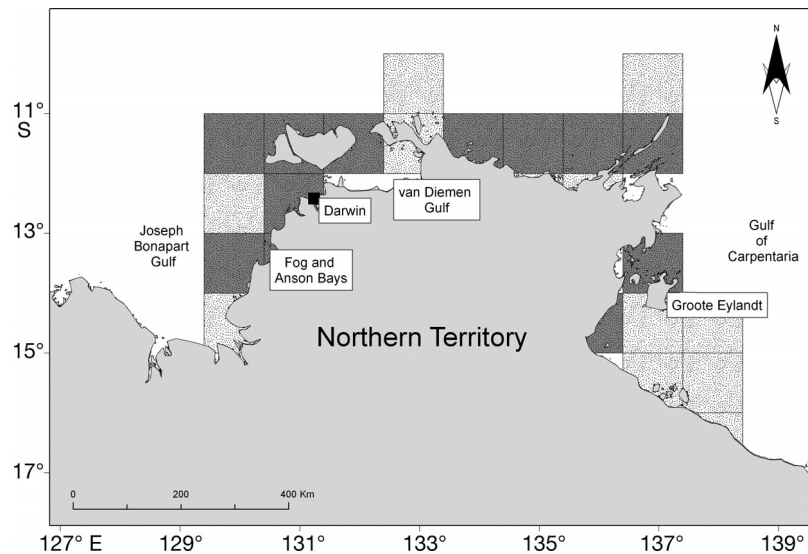 N
S
11°
S
13°
15°
17°
van Diemen
Gulf
Darwin
Joseph
Bonapart
Gulf
Fog and
Anson Bays
Gulf
of
Carpentaria
Groote Eylandt
Northern Territory
0 200 400 Km
127° E 129° 131° 133° 135° 137° 139°